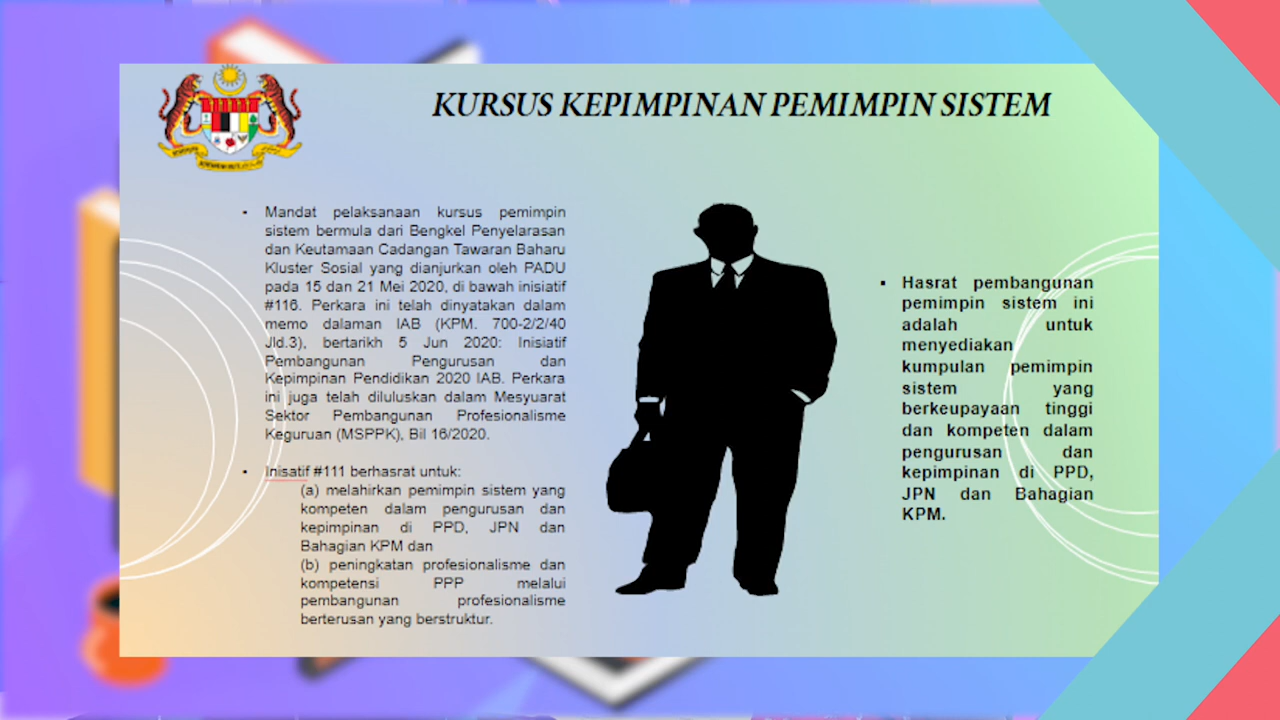 KURSUS KEPIMPINAN PEMIMPIN SISTEM
▪ Mandat pelaksanaan kursus pemimpin
sistem bermula dari Bengkel Penyelarasan
dan Keutamaan Cadangan Tawaran Baharu
Kluster Sosial yang dianjurkan oleh PADU
pada 15 dan 21 Mei 2020, di bawah inisiatif
#116. Perkara ini telah dinyatakan dalam
memo dalaman IAB (KPM. 700-2/2/40
Jld.3), bertarikh 5 Jun 2020: Inisiatif
Pembangunan Pengurusan dan
Kepimpinan Pendidikan 2020 IAB. Perkara
ini juga telah diluluskan dalam Mesyuarat
Sektor Pembangunan Profesionalisme
Keguruan (MSPPK), Bil 16/2020.
▪ Inisatif #111 berhasrat untuk:
(a) melahirkan pemimpin sistem yang
kompeten dalam pengurusan dan
kepimpinan di PPD, JPN dan
Bahagian KPM dan
(b) peningkatan profesionalisme dan
kompetensi PPP melalui
pembangunan profesionalisme
berterusan yang berstruktur.
▪ Hasrat pembangunan
pemimpin sistem ini
adalah untuk
menyediakan
kumpulan pemimpin
sistem yang
berkeupayaan tinggi
dan kompeten dalam
pengurusan dan
kepimpinan di PPD,
JPN dan Bahagian
KPM.